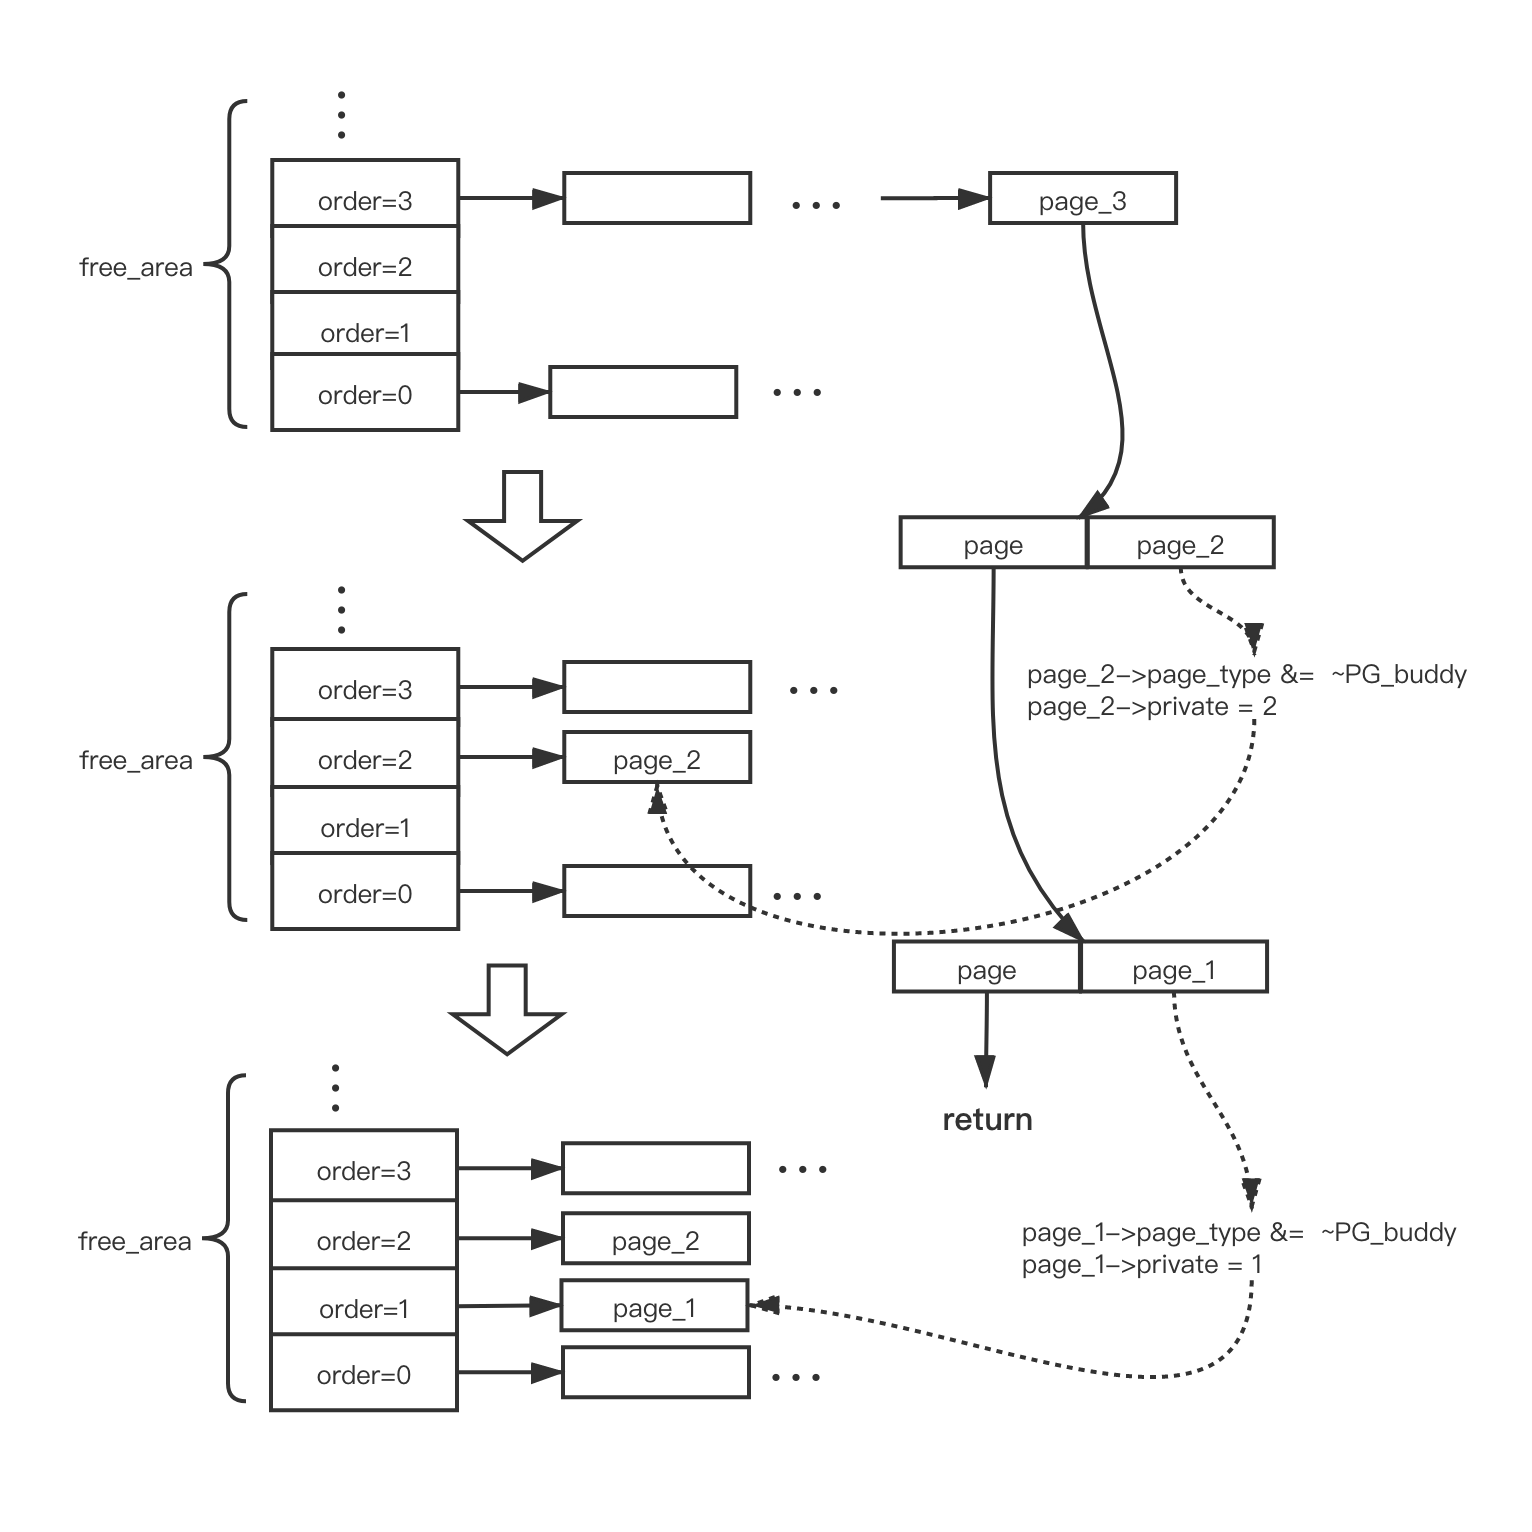 order=3
page_3
free_area
order=2
order=1
order=0
page
page_2
order=3
page_2->page_type &= ~PG_buddy
page_2->private = 2
free_area
order=2
page_2
order=1
order=0
page
page_1
return
order=3
page_1->page_type &= ~PG_buddy
page_1->private = 1
free_area
order=2
page_2
order=1
page_1
order=0